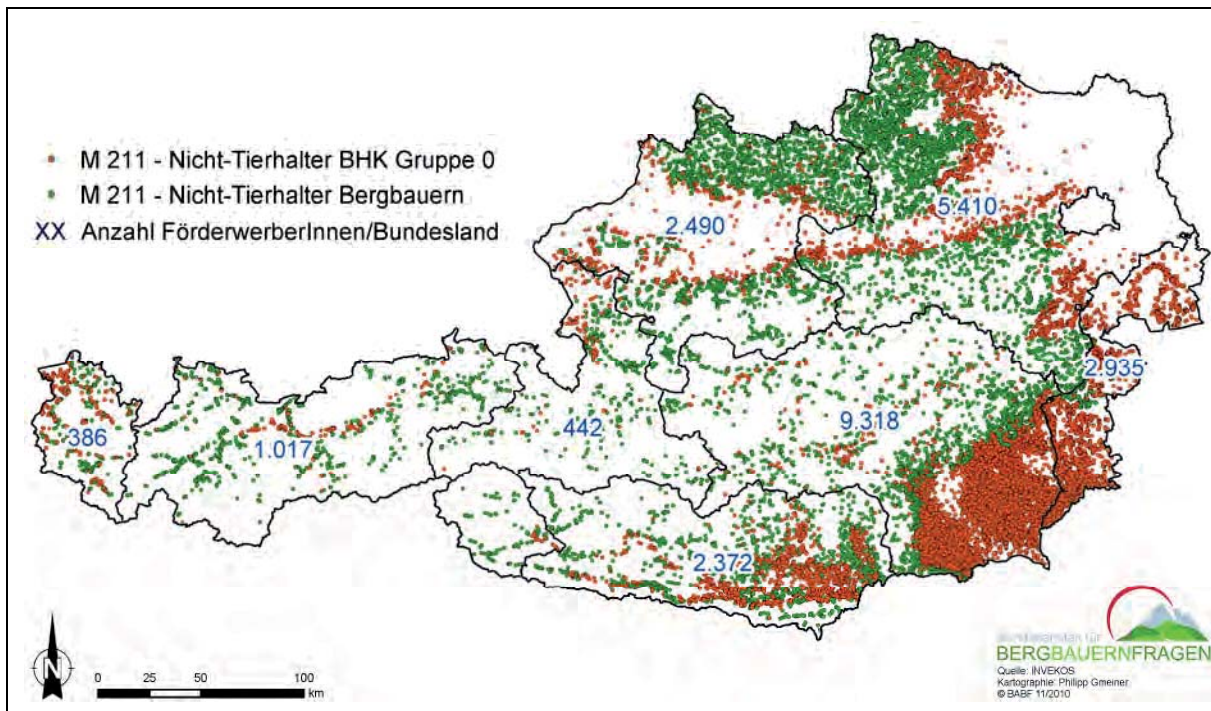 M 211 - Nicht-Tierhalter BHK Gruppe 0
M 211 - Nicht-Tierhalter Bergbauern
XX Anzahl FörderwerberInnen/Bundesland
5.410
2.490
2.935
386
1.017
442
9.318
2.372
N
0 25 50 100
km
Bundesanstalt für
BERGBAUERNFRAGEN
Quelle: INVEKOS
Kartographie: Philipp Gmeiner
© BABF 11/2010